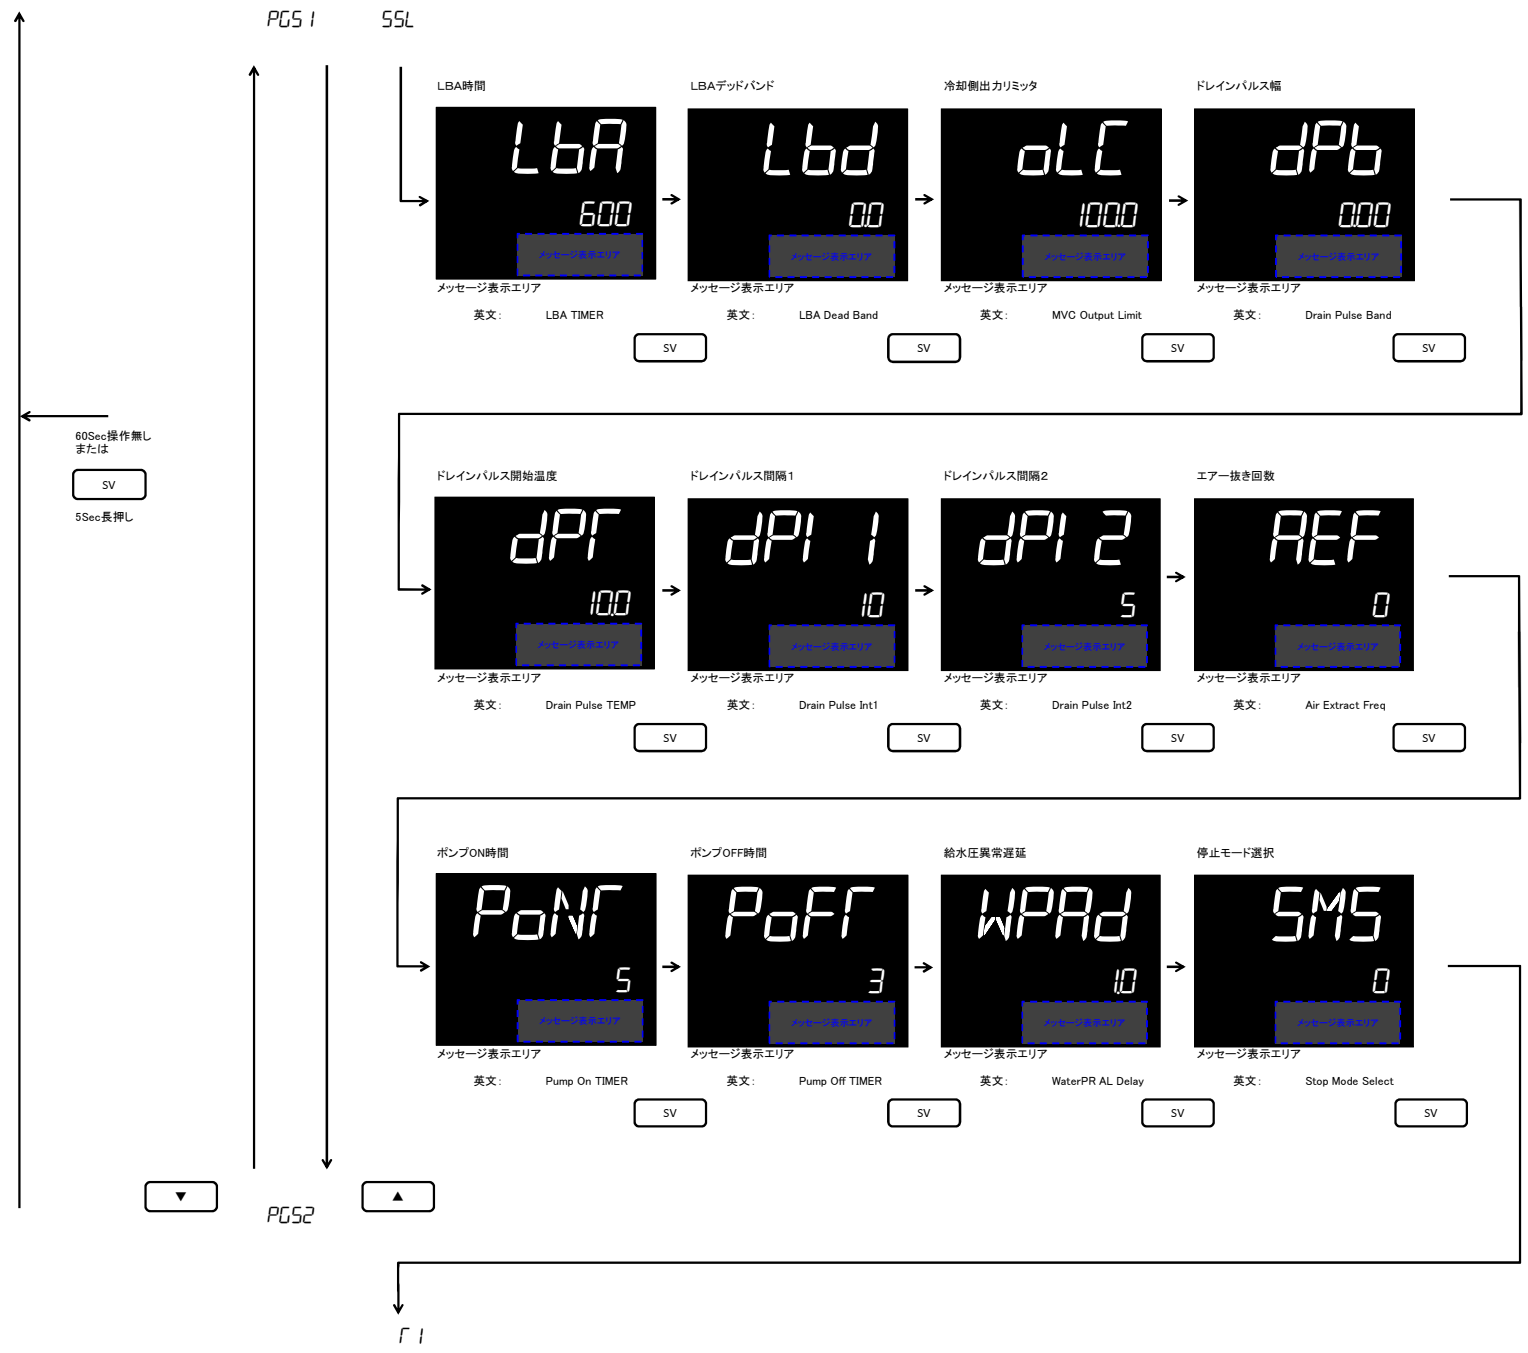 PGS1 SSL
LBA時間 LBAデッドバンド 冷却側出力リミッタ ドレインパルス幅
LbA Lbd oLC dPb
600 0.0 100.0 0.00
メッセージ表示エリア メッセージ表示エリア メッセージ表示エリア メッセージ表示エリア
メッセージ表示エリア メッセージ表示エリア メッセージ表示エリア メッセージ表示エリア
英文: LBA TIMER 英文: LBA Dead Band 英文: MVC Output Limit 英文: Drain Pulse Band
SV SV SV SV
60Sec操作無し
または
SV
5Sec長押し
ドレインパルス開始温度 ドレインパルス間隔1 ドレインパルス間隔2 エアー抜き回数
dPT dPI1 dPI2 AEF
10.0 10 5 0
メッセージ表示エリア メッセージ表示エリア メッセージ表示エリア メッセージ表示エリア
メッセージ表示エリア メッセージ表示エリア メッセージ表示エリア メッセージ表示エリア
英文: Drain Pulse TEMP 英文: Drain Pulse Int1 英文: Drain Pulse Int2 英文: Air Extract Freq
SV SV SV SV
ポンプON時間 ポンプOFF時間 給水圧異常遅延 停止モード選択
PoNT PoFT WPAd SMS
5 3 1.0 0
メッセージ表示エリア メッセージ表示エリア メッセージ表示エリア メッセージ表示エリア
メッセージ表示エリア メッセージ表示エリア メッセージ表示エリア メッセージ表示エリア
英文: Pump On TIMER 英文: Pump Off TIMER 英文: WaterPR AL Delay 英文: Stop Mode Select
SV SV SV SV
▼ ▲
PGS2
T1